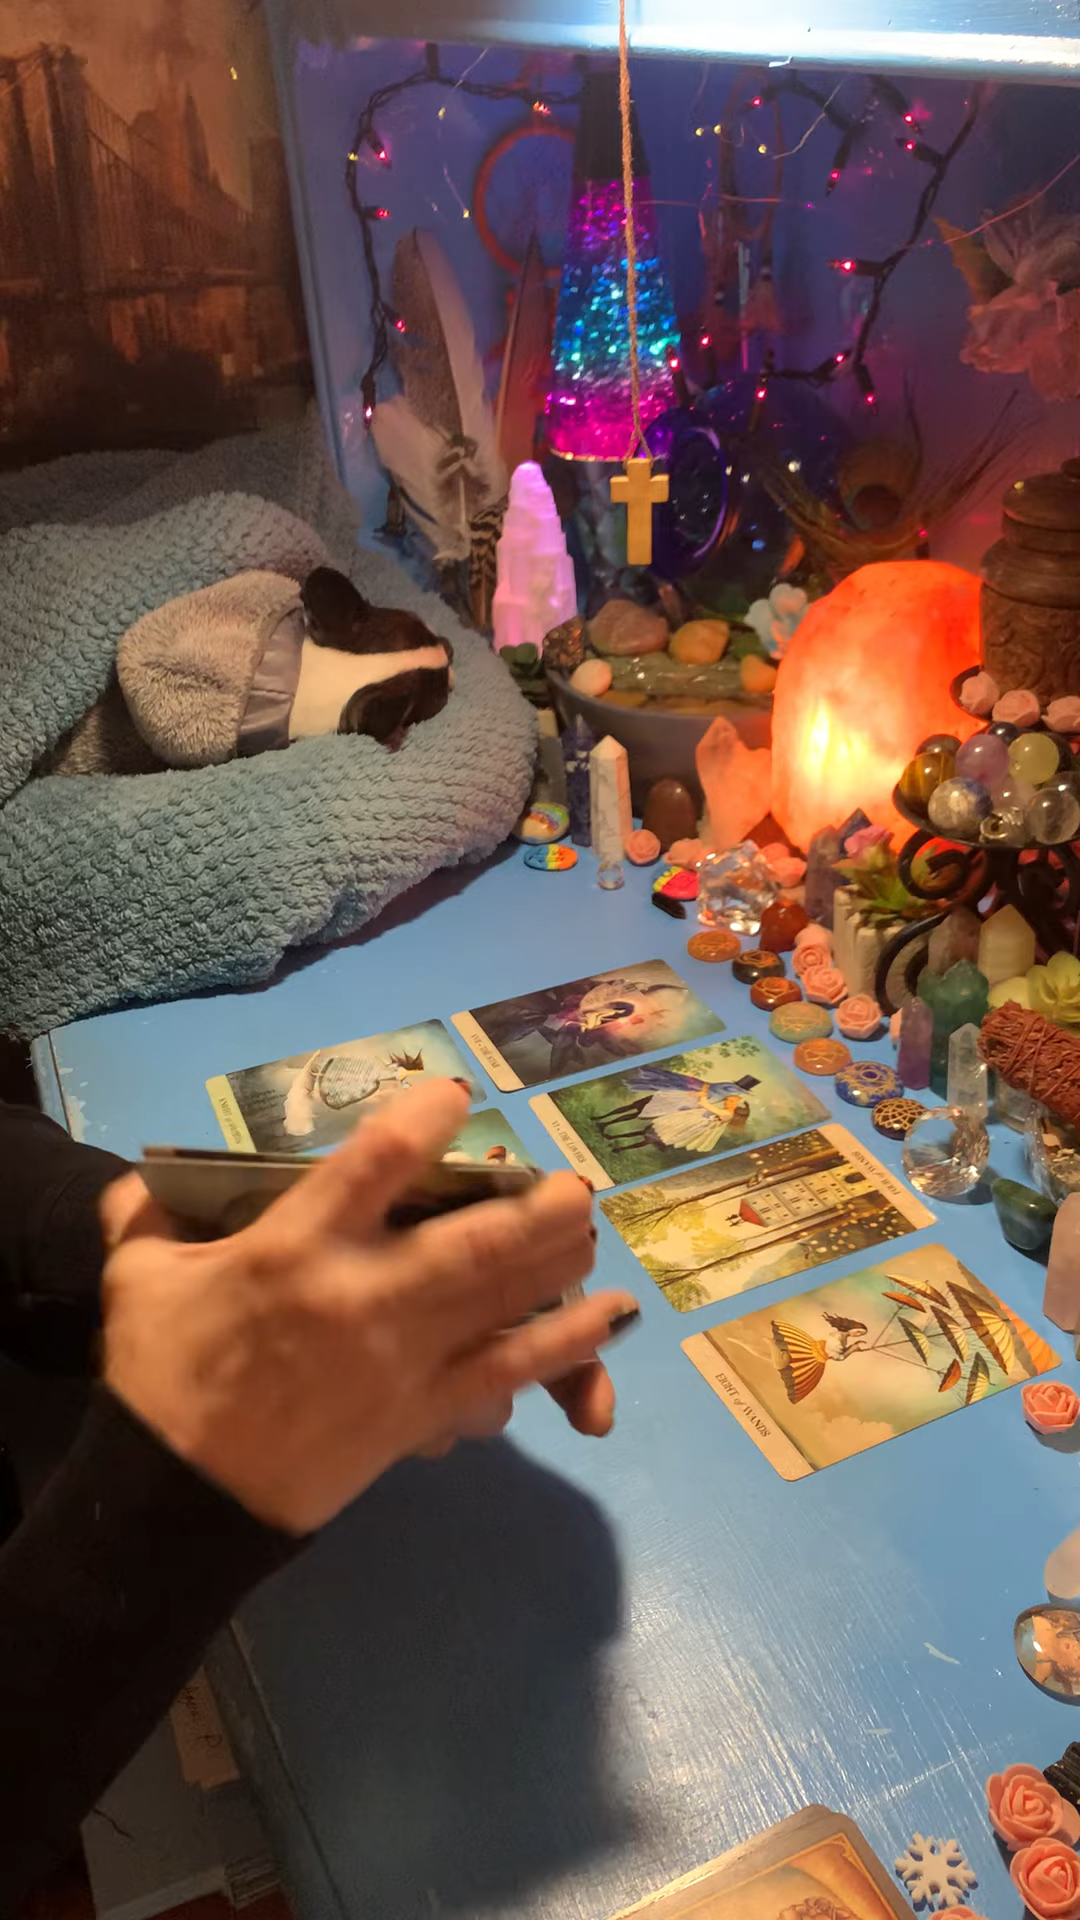 XVII • THE STAR
VI • THE LOVERS
FOUR of WANDS
EIGHT of WANDS